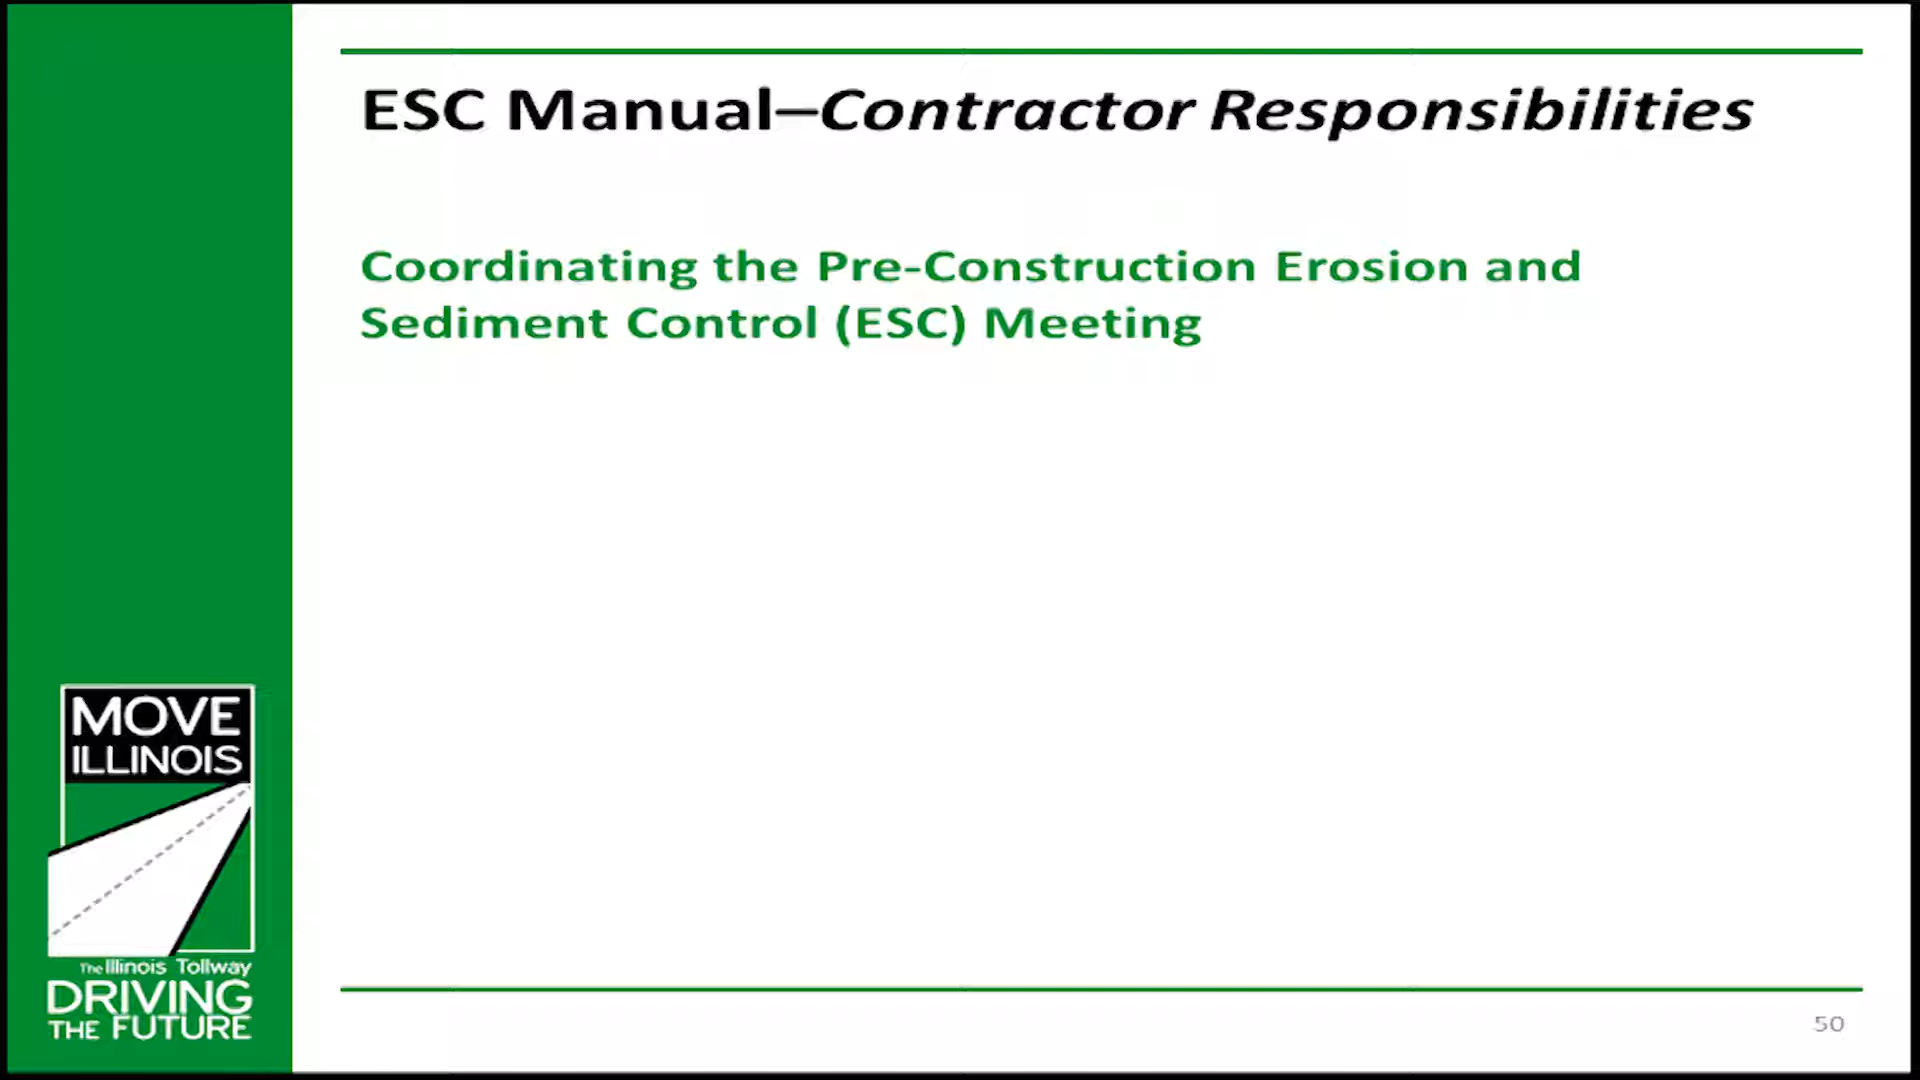 ESC Manual–Contractor Responsibilities
Coordinating the Pre-Construction Erosion and
Sediment Control (ESC) Meeting
MOVE
ILLINOIS
The Illinois Tollway
DRIVING
THE FUTURE
50